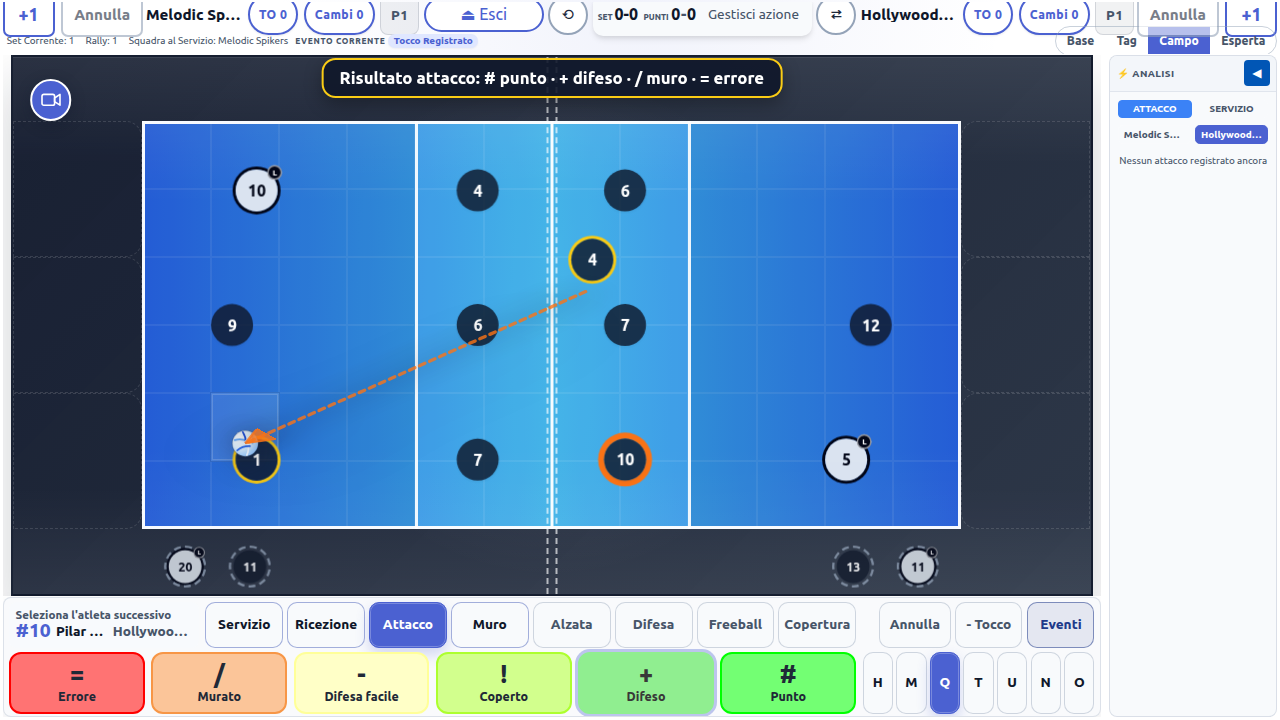 +1 Annulla Melodic Sp... TO 0 Cambi 0 P1 ⏏ Esci ⟲ SET 0-0 PUNTI 0-0 Gestisci azione ⇄ Hollywood... TO 0 Cambi 0 P1 Annulla +1
Set Corrente: 1 Rally: 1 Squadra al Servizio: Melodic Spikers EVENTO CORRENTE Tocco Registrato Base Tag Campo Esperta
Risultato attacco: # punto · + difeso · / muro · = errore
⚡ ANALISI ◀
ATTACCO SERVIZIO
Melodic S... Hollywood...
Nessun attacco registrato ancora
10 L 4 6
4
9 6 7 12
1 7 10 5 L
20 L 11 13 11 L
Seleziona l'atleta successivo
#10 Pilar ... Hollywoo...
Servizio Ricezione Attacco Muro Alzata Difesa Freeball Copertura Annulla - Tocco Eventi
= / - ! + #
Errore Murato Difesa facile Coperto Difeso Punto
H M Q T U N O